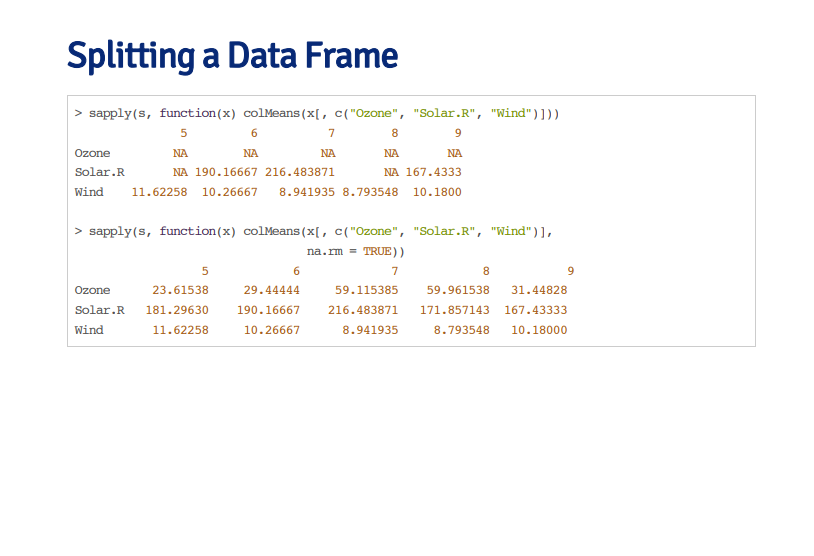 Splitting a Data Frame
> sapply(s, function(x) colMeans(x[, c("Ozone", "Solar.R", "Wind")]))
5 6 7 8 9
Ozone NA NA NA NA NA
Solar.R NA 190.16667 216.483871 NA 167.4333
Wind 11.62258 10.26667 8.941935 8.793548 10.1800
> sapply(s, function(x) colMeans(x[, c("Ozone", "Solar.R", "Wind")],
na.rm = TRUE))
5 6 7 8 9
Ozone 23.61538 29.44444 59.115385 59.961538 31.44828
Solar.R 181.29630 190.16667 216.483871 171.857143 167.43333
Wind 11.62258 10.26667 8.941935 8.793548 10.18000